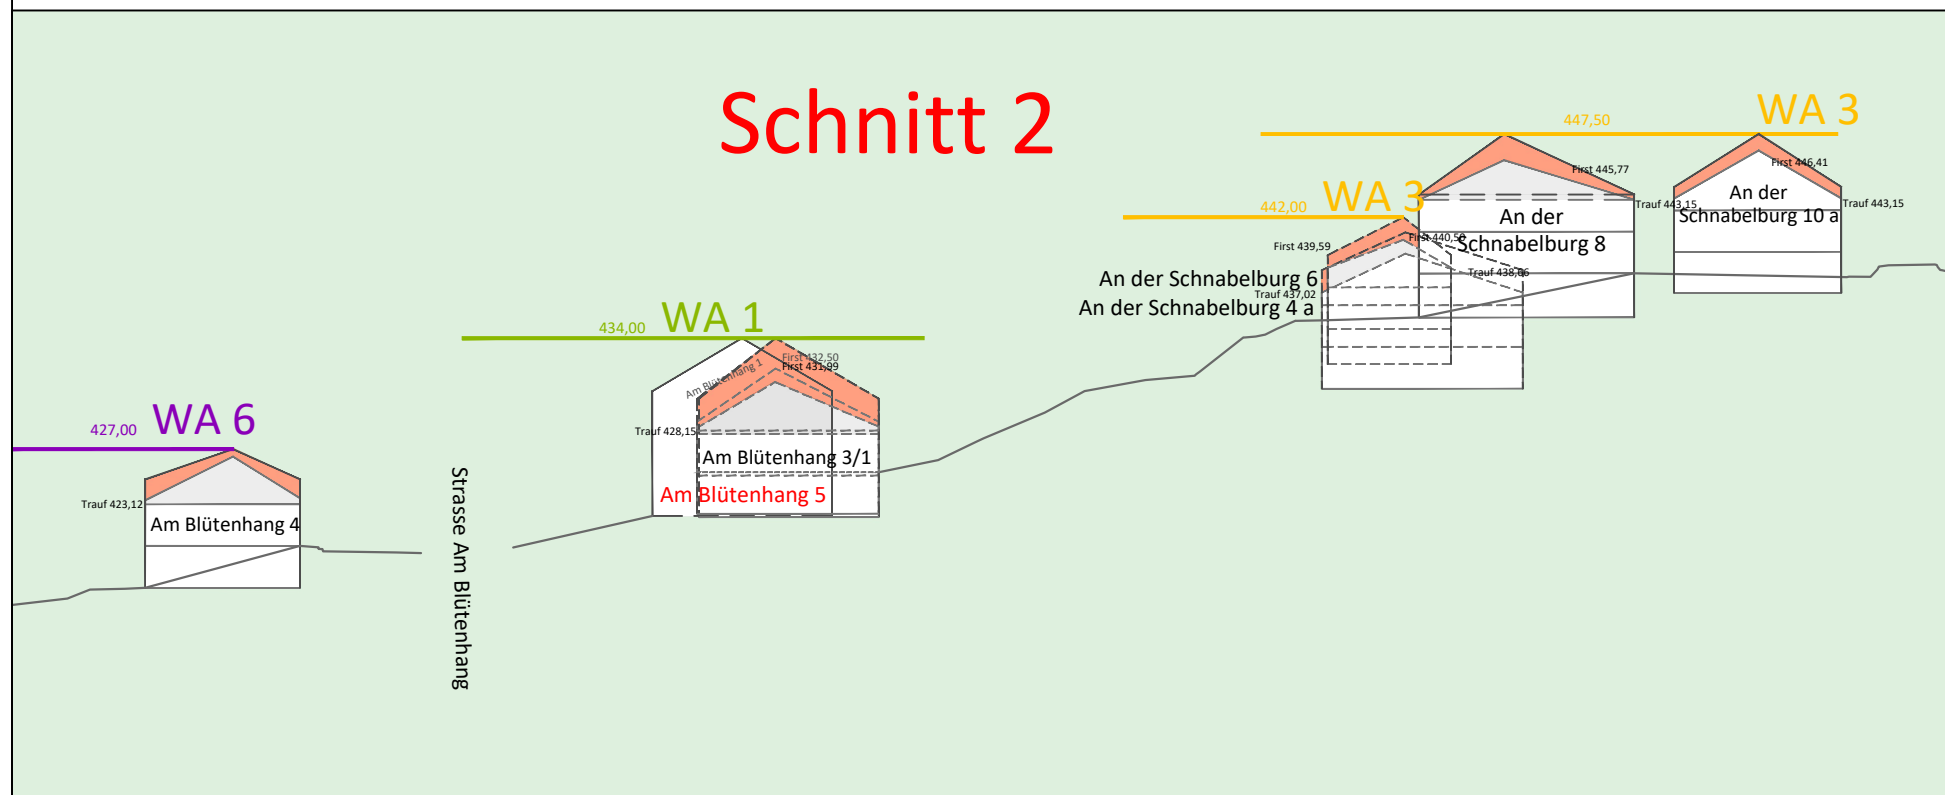 Schnitt 2
WA 3
447,50
First 445,77
First 446,41
WA 3
442,00
An der
Schnabelburg 10 a
Trauf 443,15
Trauf 443,15
An der
Schnabelburg 8
First 439,59
First 440,50
Trauf 438,66
An der Schnabelburg 6
Trauf 437,02
An der Schnabelburg 4 a
WA 1
434,00
First 432,50
First 431,99
Am Blütenhang 1
Trauf 428,15
Am Blütenhang 3/1
Am Blütenhang 5
WA 6
427,00
Trauf 423,12
Am Blütenhang 4
Strasse Am Blütenhang